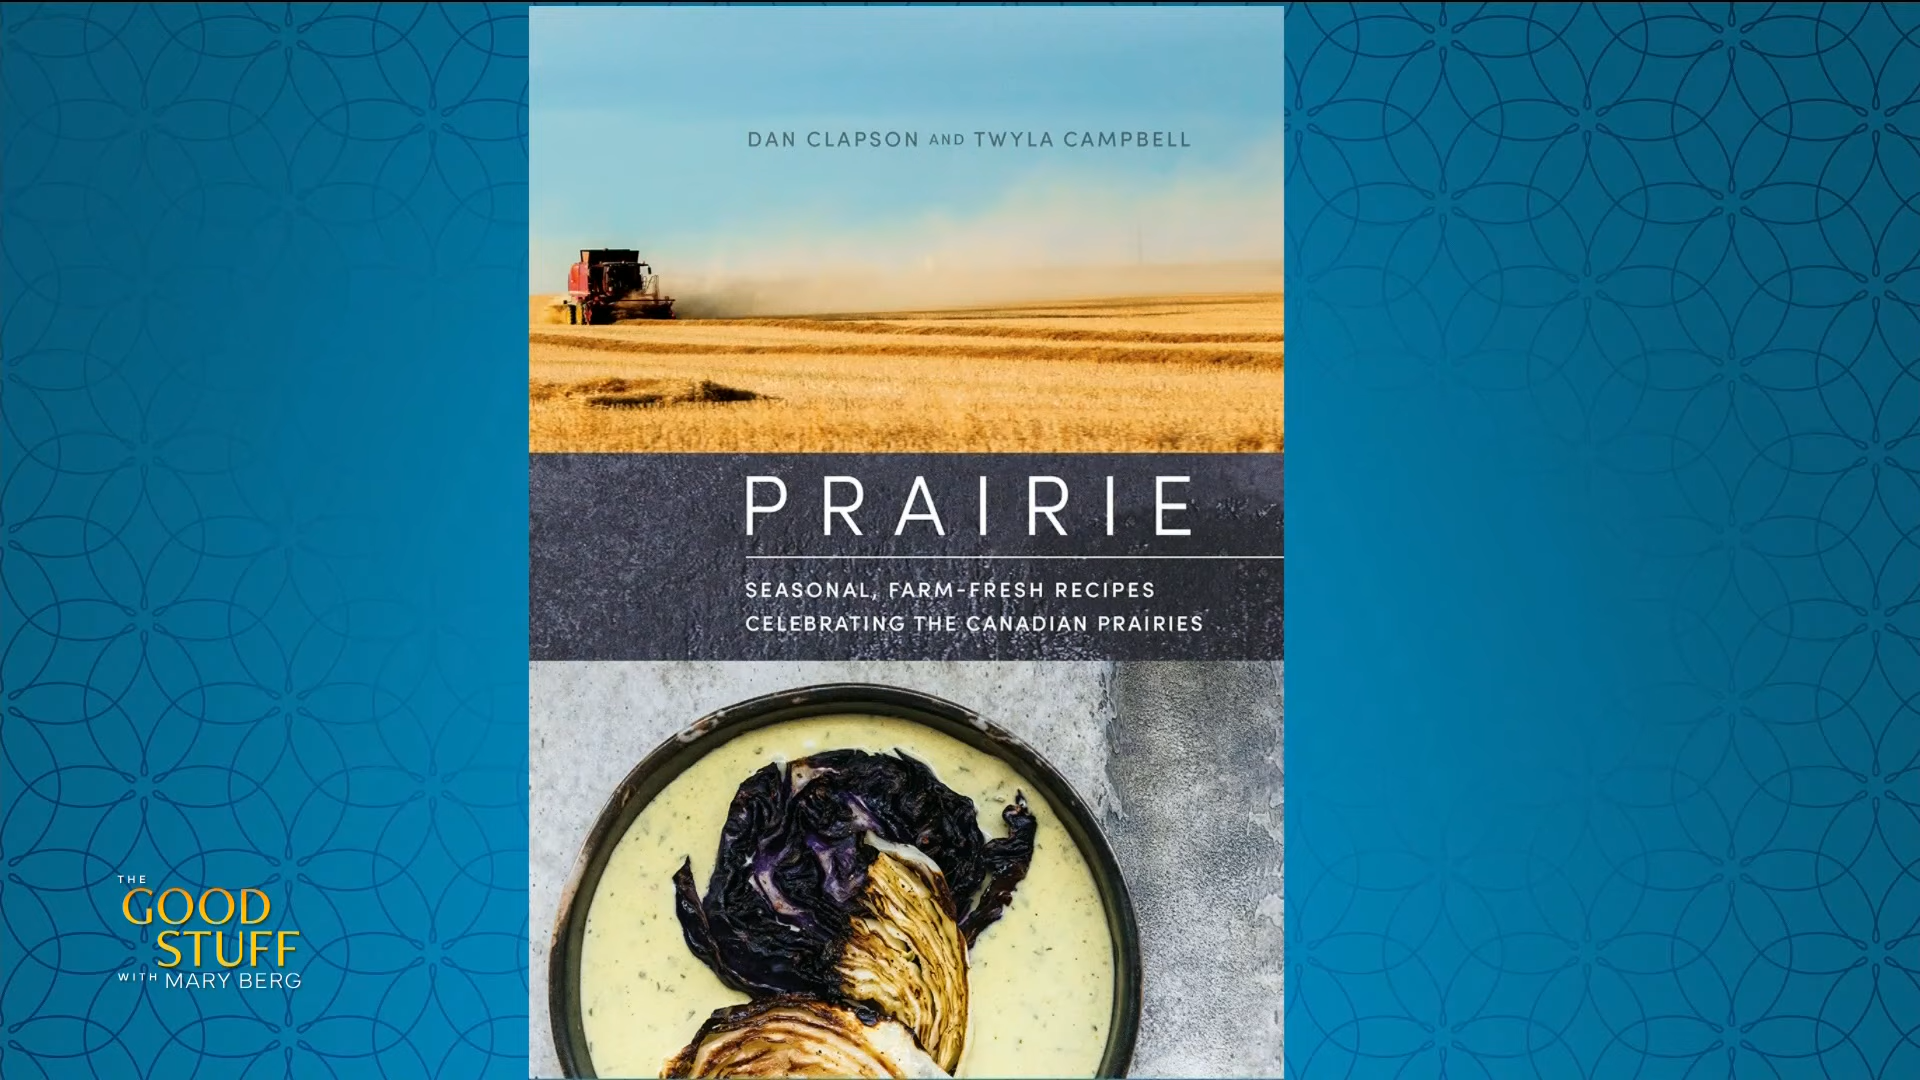 DAN CLAPSON AND TWYLA CAMPBELL
PRAIRIE
SEASONAL, FARM-FRESH RECIPES
CELEBRATING THE CANADIAN PRAIRIES
THE
GOOD
STUFF
WITH MARY BERG